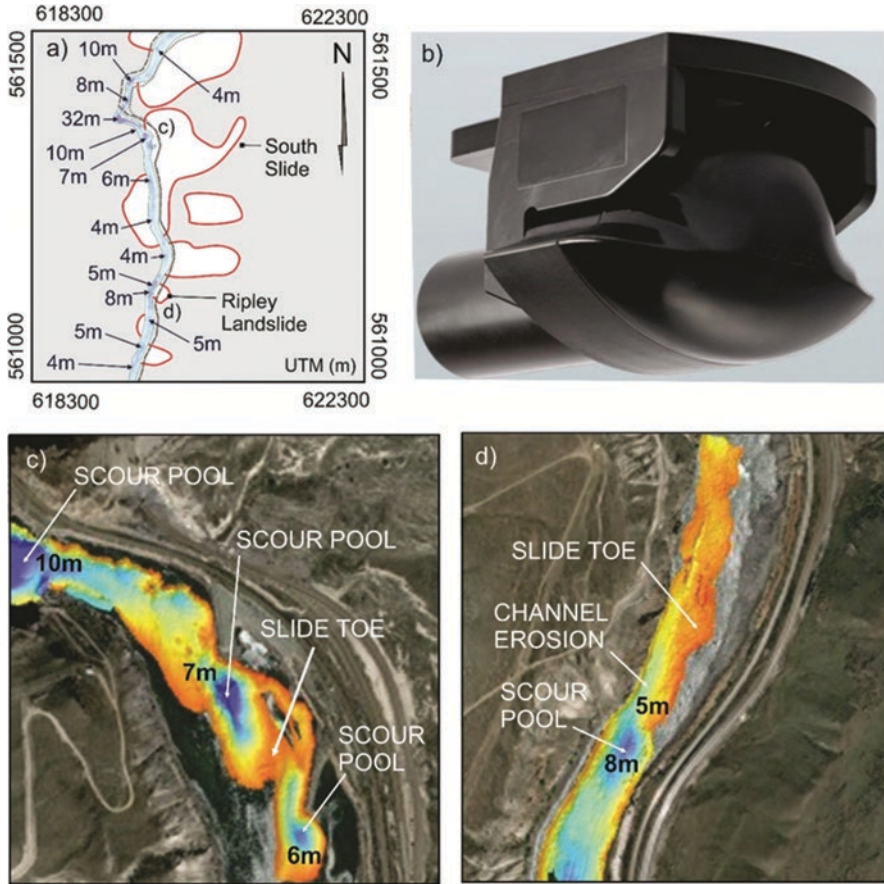 618300
622300
561500
a)
10m
N
561500
b)
8m
4m
32m
c)
10m
South
Slide
7m
6m
4m
4m
5m
Ripley
Landslide
8m
d)
5m
5m
4m
UTM (m)
561000
561000
618300
622300
c)
SCOUR POOL
SCOUR POOL
10m
SLIDE TOE
7m
SCOUR
POOL
6m
d)
SLIDE TOE
CHANNEL
EROSION
SCOUR
POOL
5m
8m